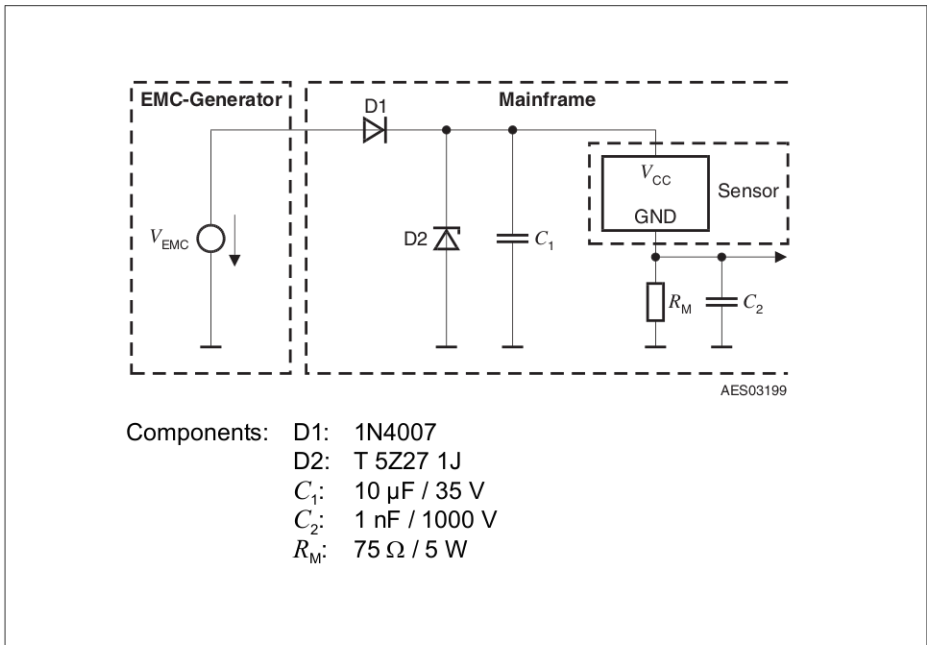 EMC-Generator
Mainframe
D1
V_CC
Sensor
GND
V_EMC
D2
C_1
R_M
C_2
AES03199
Components: D1: 1N4007
D2: T 5Z27 1J
C_1: 10 µF / 35 V
C_2: 1 nF / 1000 V
R_M: 75 Ω / 5 W